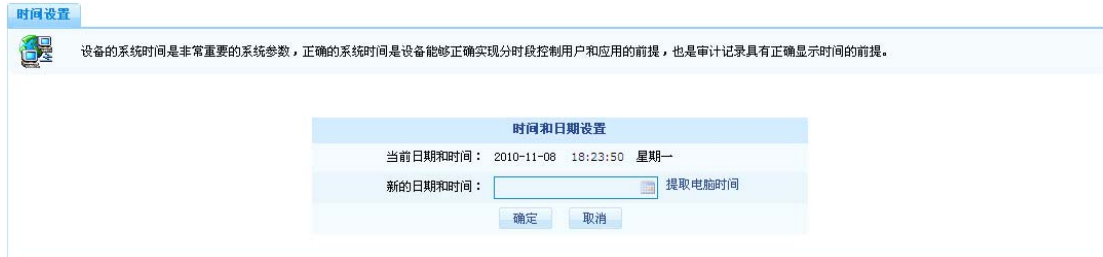 时间设置
设备的系统时间是非常重要的系统参数，正确的系统时间是设备能够正确实现分时段控制用户和应用的前提，也是审计记录具有正确显示时间的前提。
时间和日期设置
当前日期和时间： 2010-11-08 18:23:50 星期一
新的日期和时间： 提取电脑时间
确定 取消